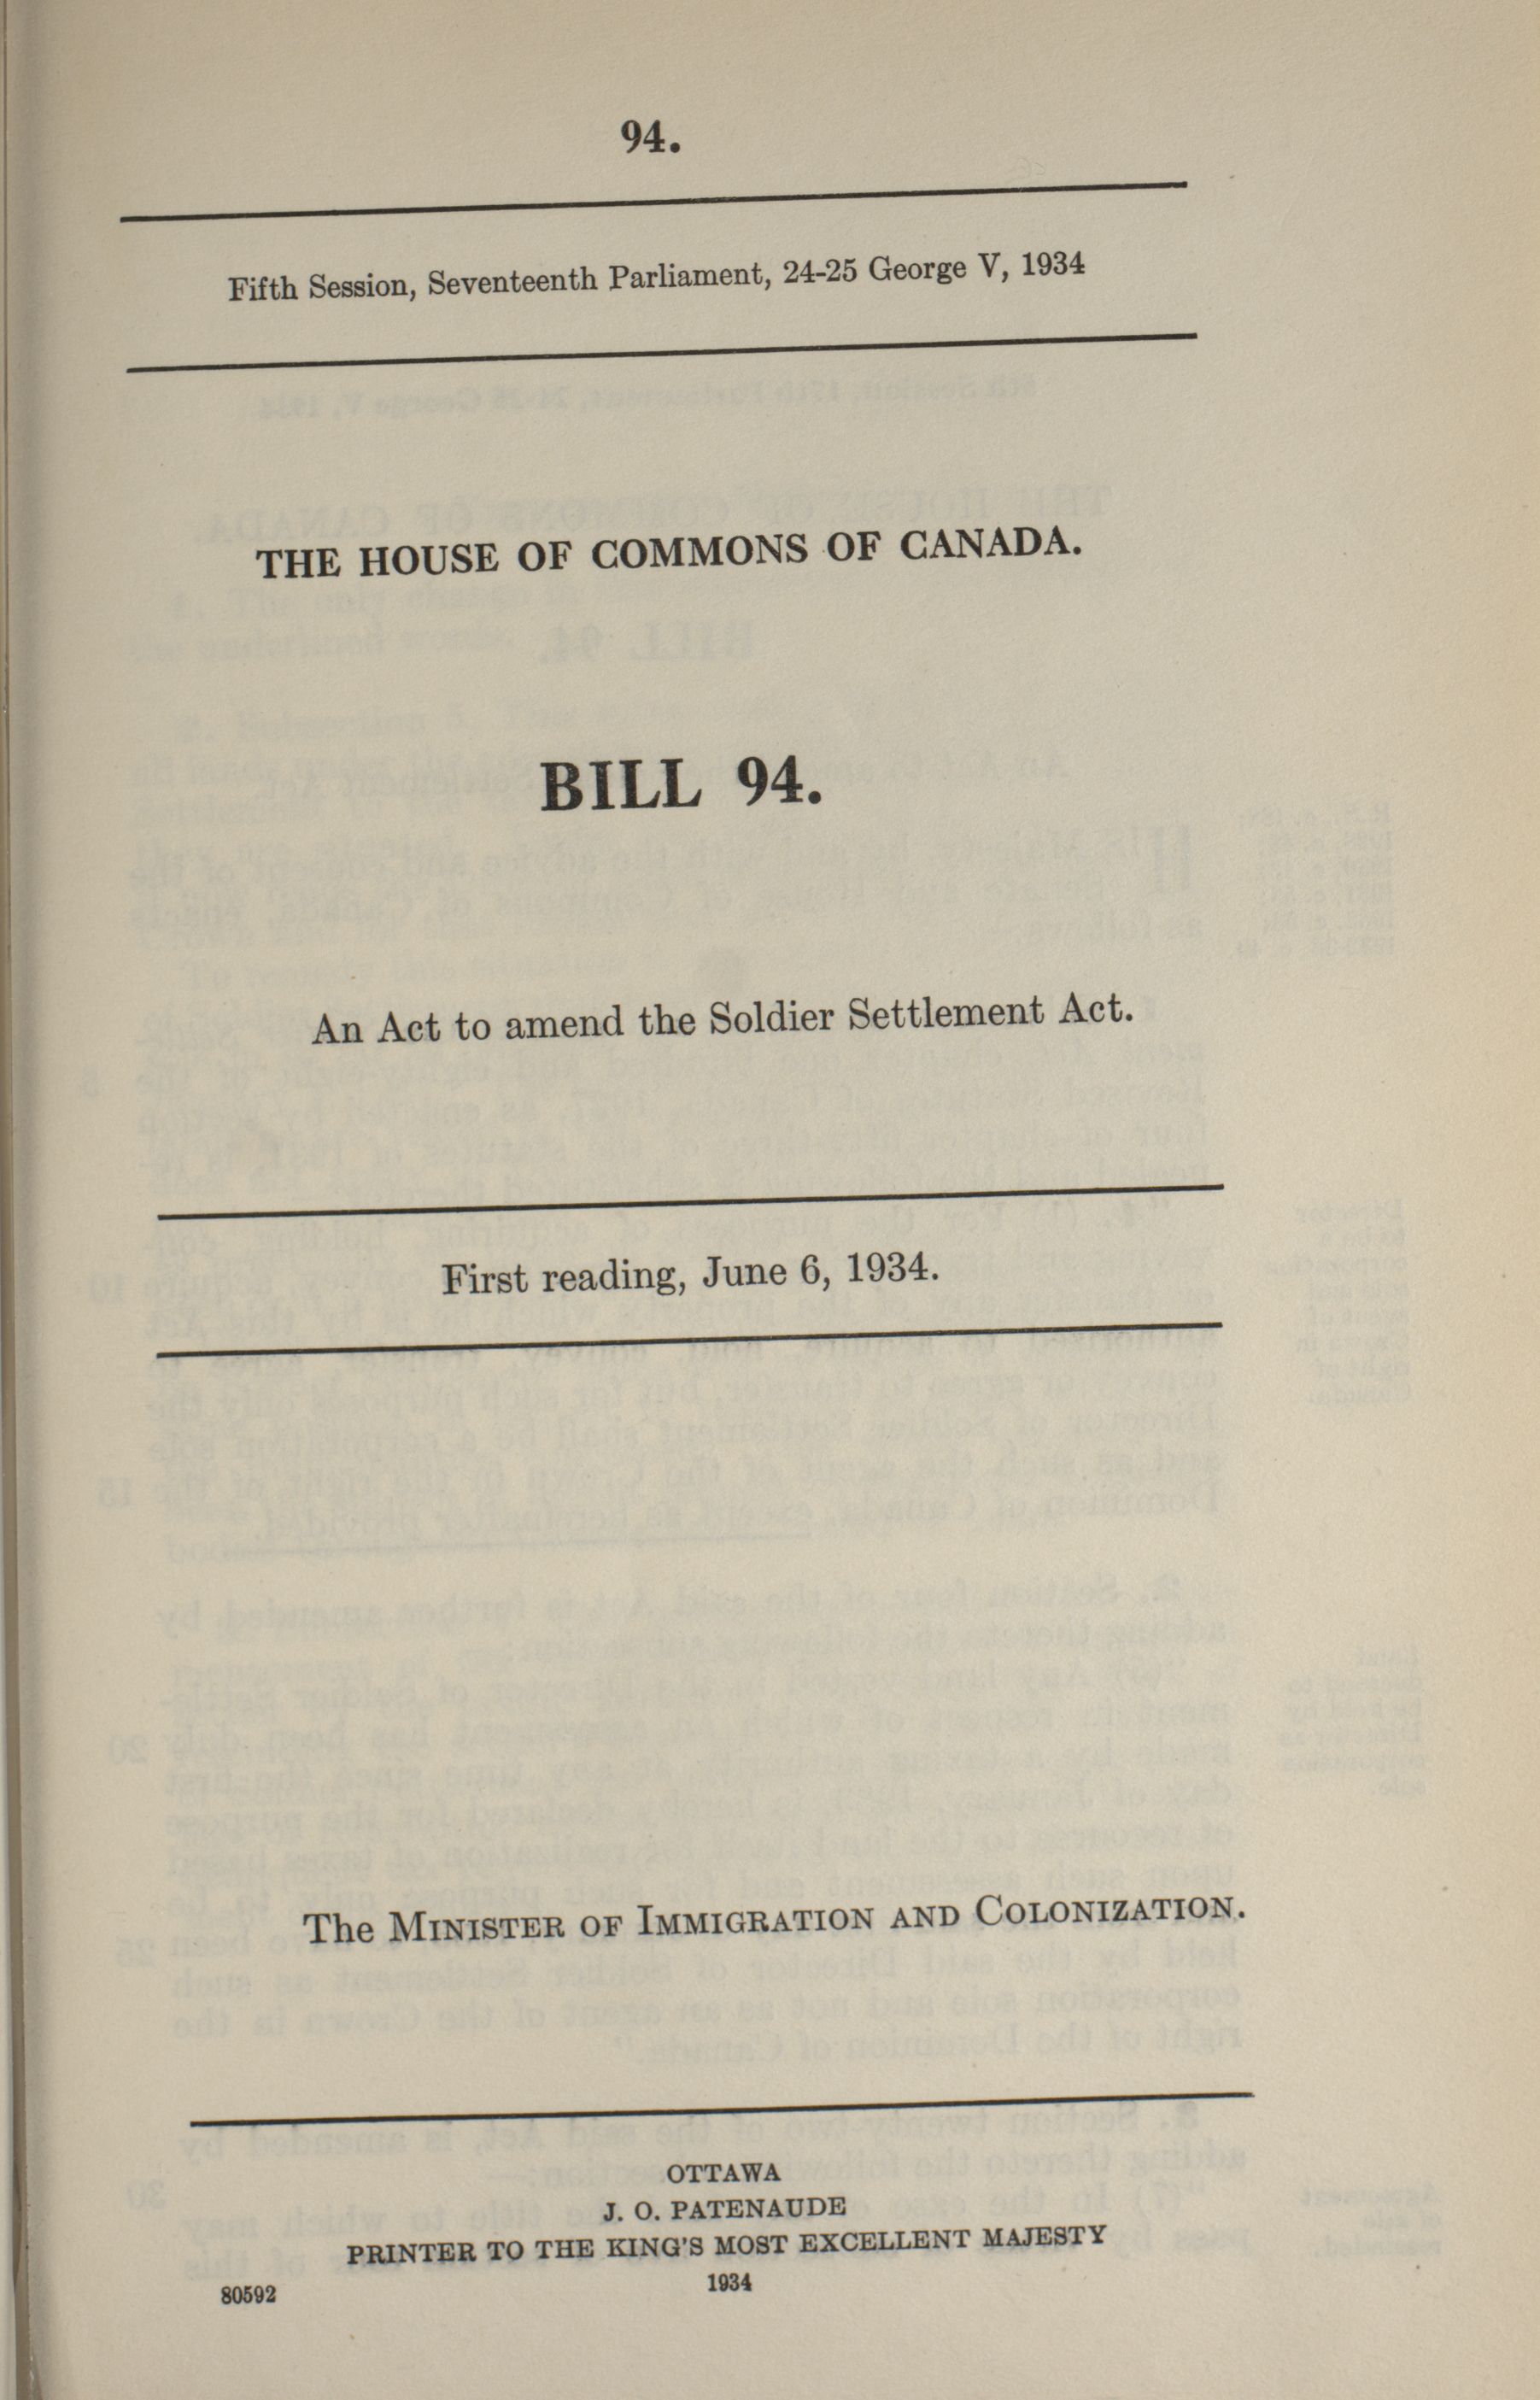 94.
Fifth Session, Seventeenth Parliament, 24-25 George V, 1934
THE HOUSE OF COMMONS OF CANADA.
BILL 94.
An Act to amend the Soldier Settlement Act.
First reading, June 6, 1934.
The MINISTER OF IMMIGRATION AND COLONIZATION.
OTTAWA
J. O. PATENAUDE
PRINTER TO THE KING'S MOST EXCELLENT MAJESTY
1934
80592